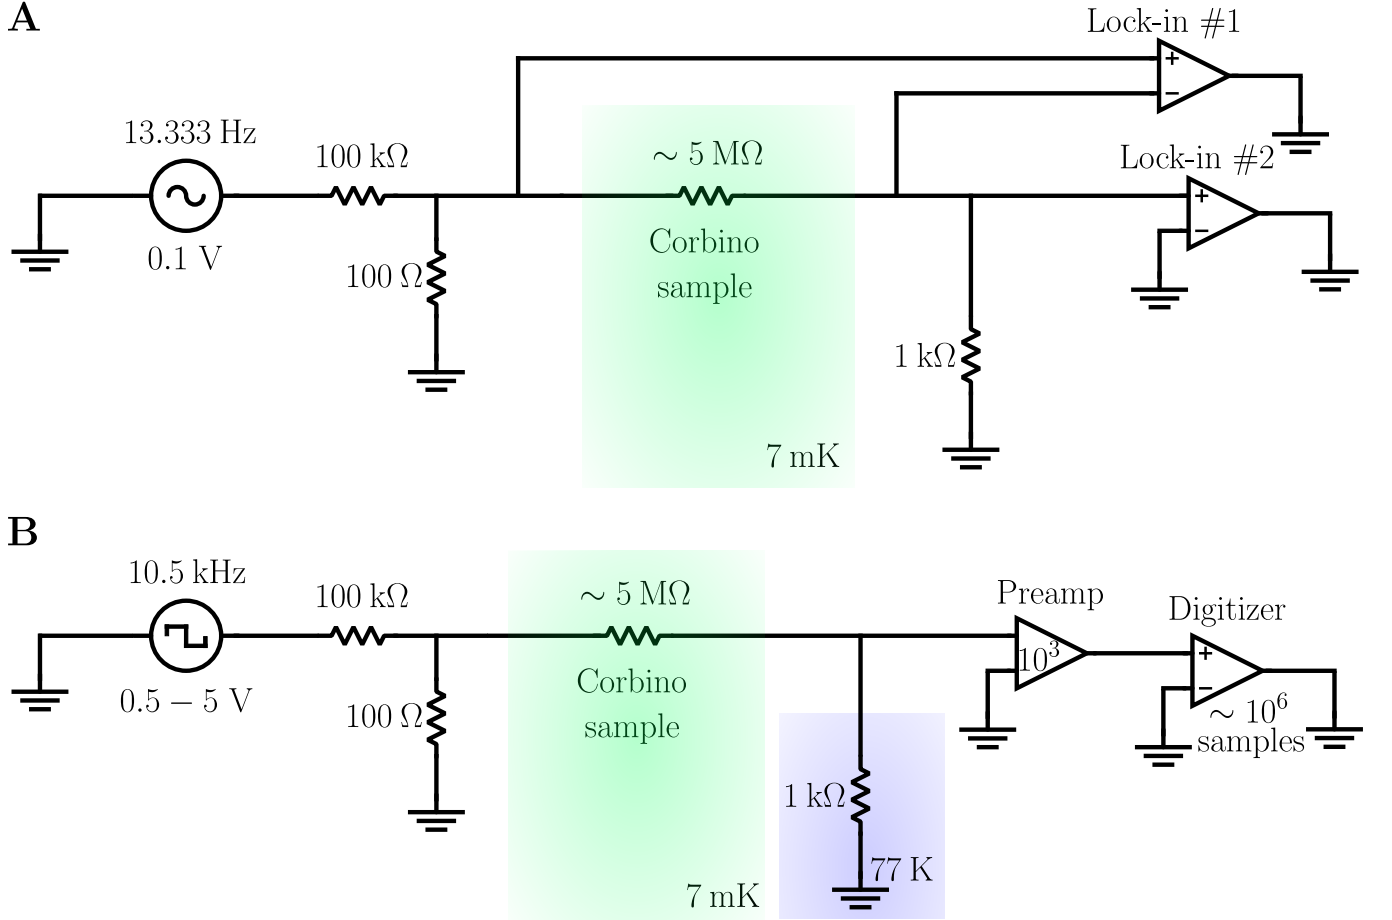 A
Lock-in #1
+
−
13.333 Hz
100 kΩ
∼ 5 MΩ
Lock-in #2
+
−
0.1 V
100 Ω
Corbino
sample
1 kΩ
7 mK
B
10.5 kHz
100 kΩ
∼ 5 MΩ
Preamp
Digitizer
10³
+
−
0.5 − 5 V
100 Ω
Corbino
sample
∼ 10⁶
samples
1 kΩ
77 K
7 mK